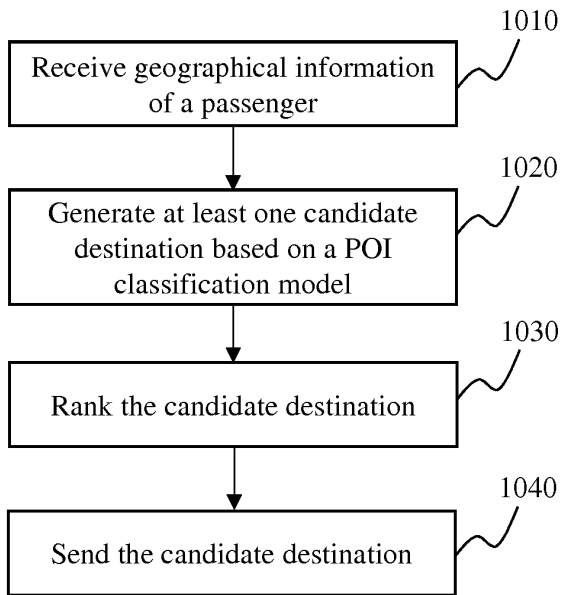 1010
Receive geographical information
of a passenger
1020
Generate at least one candidate
destination based on a POI
classification model
1030
Rank the candidate destination
1040
Send the candidate destination